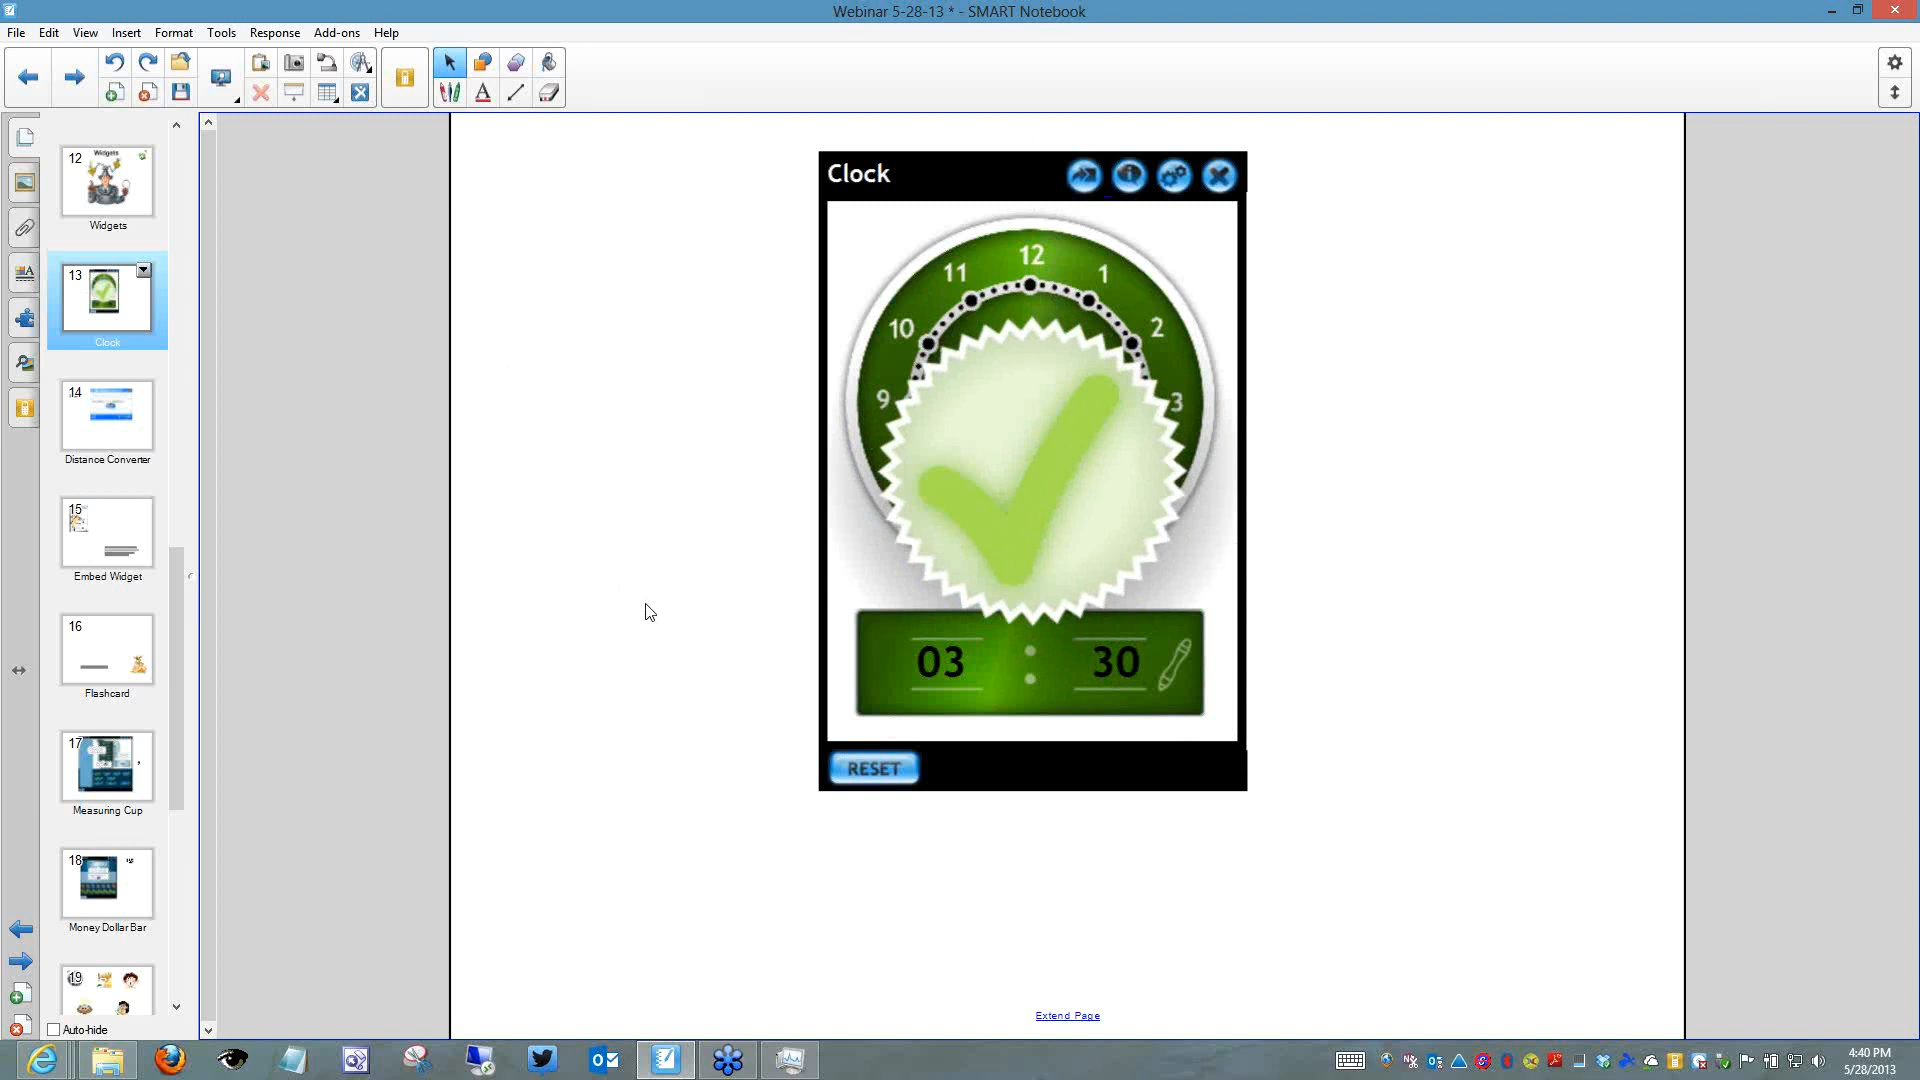 Webinar 5-28-13 * - SMART Notebook
File Edit View Insert Format Tools Response Add-ons Help
12
Widgets
Widgets
13
Clock
14
Distance Converter
15
Embed Widget
16
Flashcard
17
Measuring Cup
18
Money Dollar Bar
19
Auto-hide
Clock
12
11 1
10 2
9 3
03 : 30
RESET
Extend Page
4:40 PM
5/28/2013